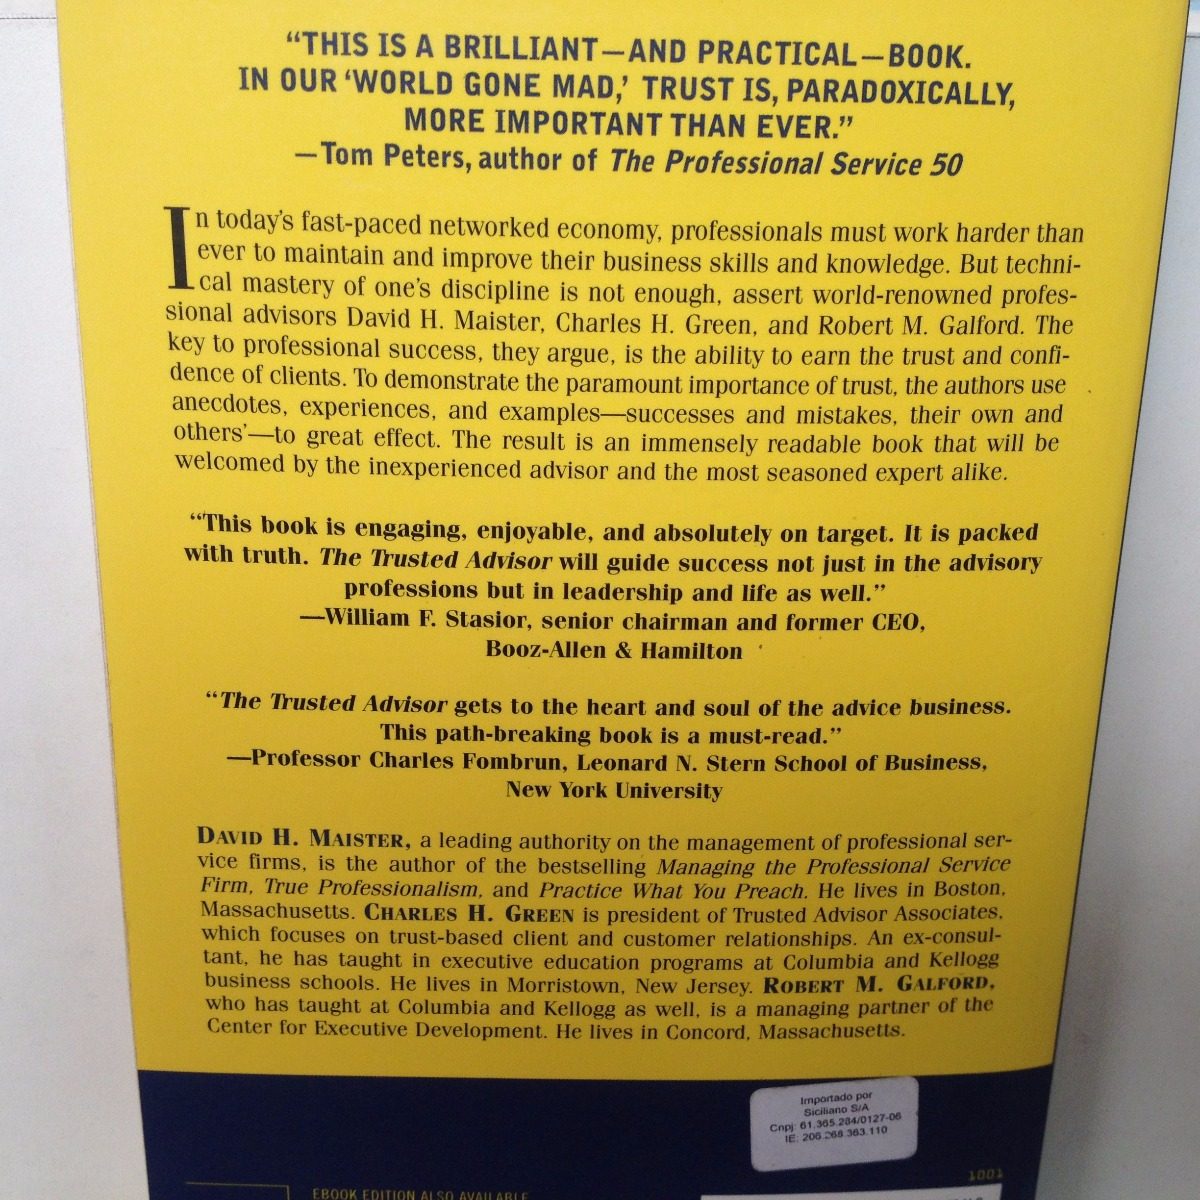 “THIS IS A BRILLIANT—AND PRACTICAL—BOOK.
IN OUR ‘WORLD GONE MAD,’ TRUST IS, PARADOXICALLY,
MORE IMPORTANT THAN EVER.”
—Tom Peters, author of The Professional Service 50
In today’s fast-paced networked economy, professionals must work harder than
ever to maintain and improve their business skills and knowledge. But techni-
cal mastery of one’s discipline is not enough, assert world-renowned profes-
sional advisors David H. Maister, Charles H. Green, and Robert M. Galford. The
key to professional success, they argue, is the ability to earn the trust and confi-
dence of clients. To demonstrate the paramount importance of trust, the authors use
anecdotes, experiences, and examples—successes and mistakes, their own and
others’—to great effect. The result is an immensely readable book that will be
welcomed by the inexperienced advisor and the most seasoned expert alike.
“This book is engaging, enjoyable, and absolutely on target. It is packed
with truth. The Trusted Advisor will guide success not just in the advisory
professions but in leadership and life as well.”
—William F. Stasior, senior chairman and former CEO,
Booz-Allen & Hamilton
“The Trusted Advisor gets to the heart and soul of the advice business.
This path-breaking book is a must-read.”
—Professor Charles Fombrun, Leonard N. Stern School of Business,
New York University
DAVID H. MAISTER, a leading authority on the management of professional ser-
vice firms, is the author of the bestselling Managing the Professional Service
Firm, True Professionalism, and Practice What You Preach. He lives in Boston,
Massachusetts. CHARLES H. GREEN is president of Trusted Advisor Associates,
which focuses on trust-based client and customer relationships. An ex-consul-
tant, he has taught in executive education programs at Columbia and Kellogg
business schools. He lives in Morristown, New Jersey. ROBERT M. GALFORD,
who has taught at Columbia and Kellogg as well, is a managing partner of the
Center for Executive Development. He lives in Concord, Massachusetts.
Importado por
Siciliano S/A
Cnpj: 61.365.284/0127-06
IE: 206.268.363.110
1001
EBOOK EDITION ALSO AVAILABLE